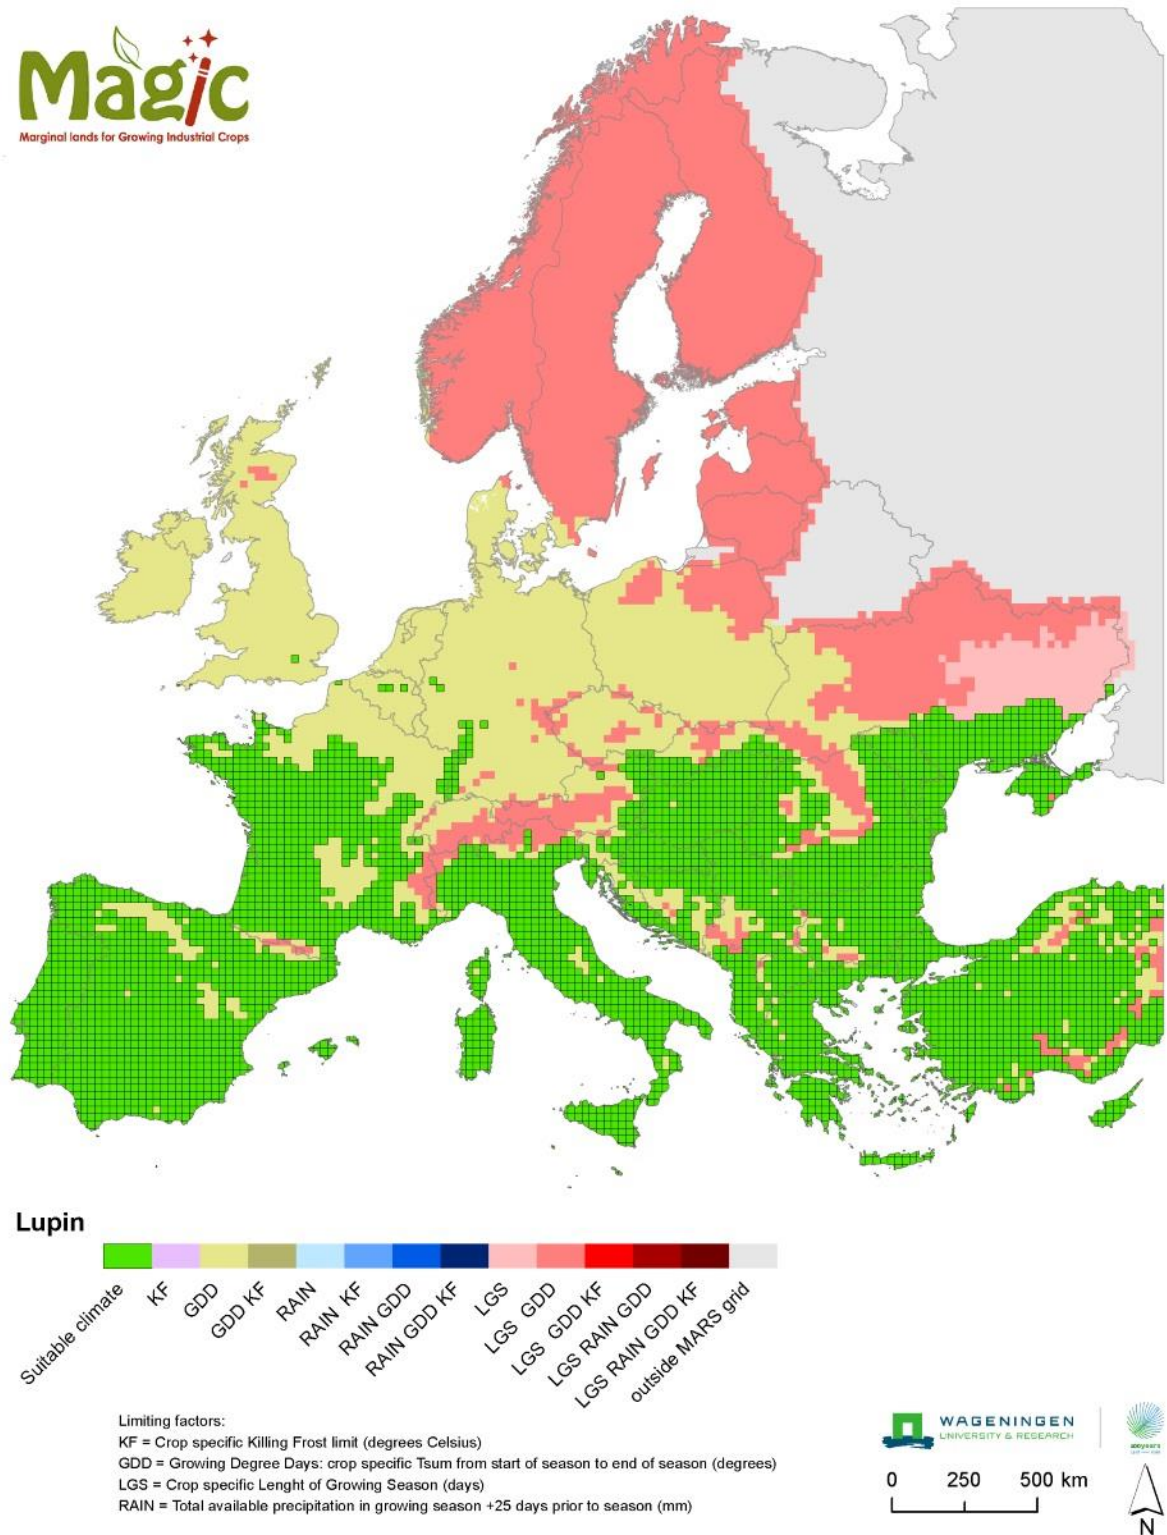 Magic
Marginal lands for Growing Industrial Crops
Lupin
Suitable climate
KF
GDD
GDD KF
RAIN
RAIN KF
RAIN GDD
RAIN GDD KF
LGS
LGS GDD
LGS GDD KF
LGS RAIN GDD
LGS RAIN GDD KF
outside MARS grid
Limiting factors:
KF = Crop specific Killing Frost limit (degrees Celsius)
GDD = Growing Degree Days: crop specific Tsum from start of season to end of season (degrees)
LGS = Crop specific Lenght of Growing Season (days)
RAIN = Total available precipitation in growing season +25 days prior to season (mm)
WAGENINGEN
UNIVERSITY & RESEARCH
0 250 500 km
N